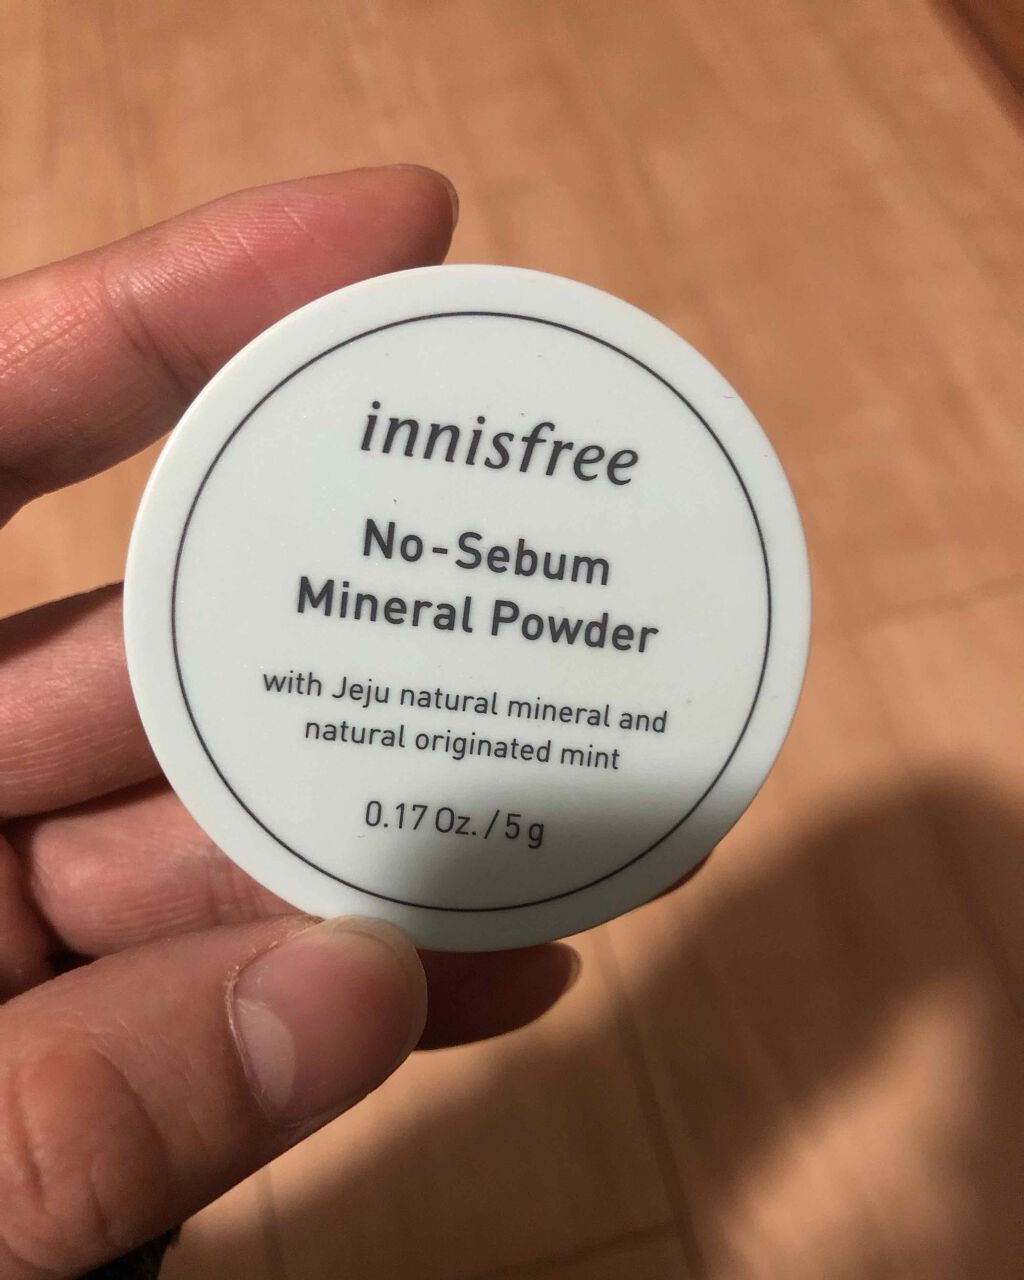 innisfree
No-Sebum
Mineral Powder
with Jeju natural mineral and
natural originated mint
0.17 Oz. / 5 g